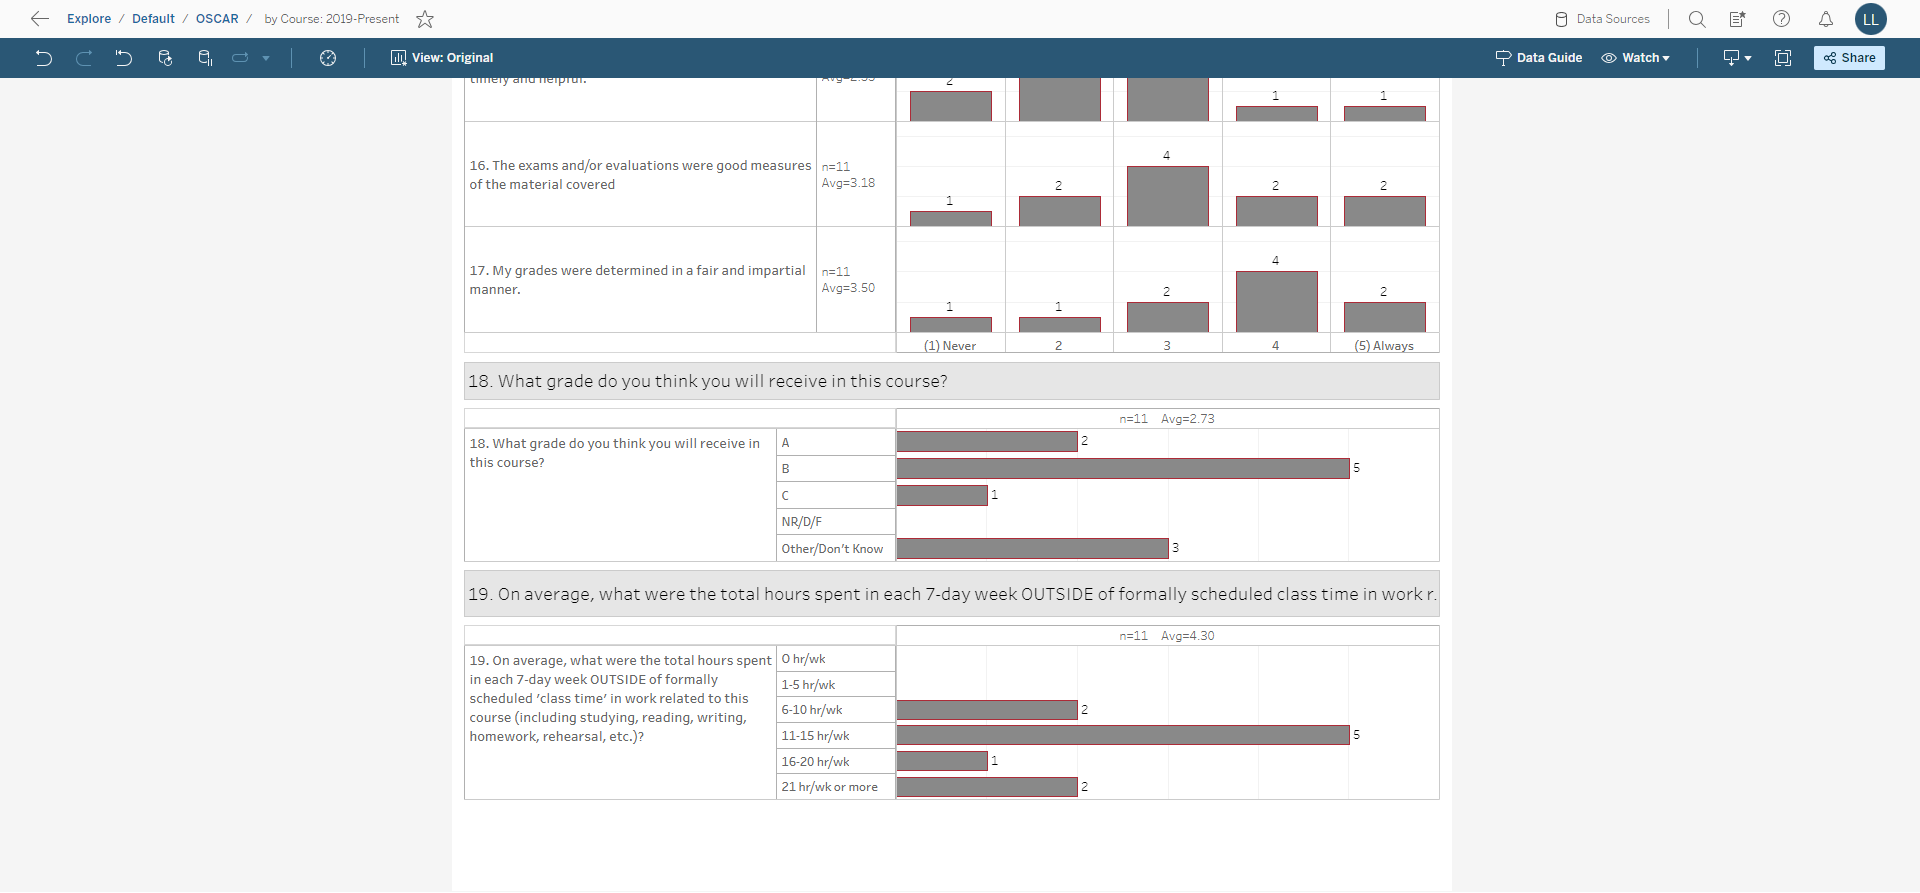 Explore / Default / OSCAR / by Course: 2019-Present
Data Sources
LL
View: Original
Data Guide
Watch
Share
timely and helpful.
2
1
1
16. The exams and/or evaluations were good measures
of the material covered
n=11
Avg=3.18
1
2
4
2
2
17. My grades were determined in a fair and impartial
manner.
n=11
Avg=3.50
1
1
2
4
2
(1) Never
2
3
4
(5) Always
18. What grade do you think you will receive in this course?
n=11 Avg=2.73
18. What grade do you think you will receive in
this course?
A
2
B
5
C
1
NR/D/F
Other/Don't Know
3
19. On average, what were the total hours spent in each 7-day week OUTSIDE of formally scheduled class time in work r.
n=11 Avg=4.30
19. On average, what were the total hours spent
in each 7-day week OUTSIDE of formally
scheduled ‘class time’ in work related to this
course (including studying, reading, writing,
homework, rehearsal, etc.)?
0 hr/wk
1-5 hr/wk
6-10 hr/wk
2
11-15 hr/wk
5
16-20 hr/wk
1
21 hr/wk or more
2